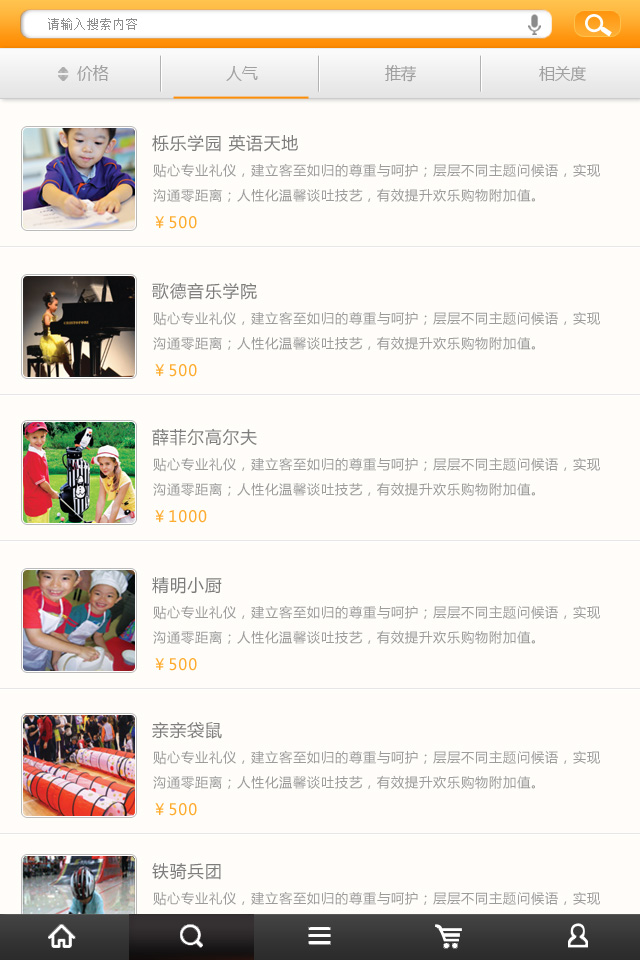 请输入搜索内容
价格 人气 推荐 相关度
栎乐学园 英语天地
贴心专业礼仪，建立客至如归的尊重与呵护；层层不同主题问候语，实现
沟通零距离；人性化温馨谈吐技艺，有效提升欢乐购物附加值。
￥500
歌德音乐学院
贴心专业礼仪，建立客至如归的尊重与呵护；层层不同主题问候语，实现
沟通零距离；人性化温馨谈吐技艺，有效提升欢乐购物附加值。
￥500
薛菲尔高尔夫
贴心专业礼仪，建立客至如归的尊重与呵护；层层不同主题问候语，实现
沟通零距离；人性化温馨谈吐技艺，有效提升欢乐购物附加值。
￥1000
精明小厨
贴心专业礼仪，建立客至如归的尊重与呵护；层层不同主题问候语，实现
沟通零距离；人性化温馨谈吐技艺，有效提升欢乐购物附加值。
￥500
亲亲袋鼠
贴心专业礼仪，建立客至如归的尊重与呵护；层层不同主题问候语，实现
沟通零距离；人性化温馨谈吐技艺，有效提升欢乐购物附加值。
￥500
铁骑兵团
贴心专业礼仪，建立客至如归的尊重与呵护；层层不同主题问候语，实现